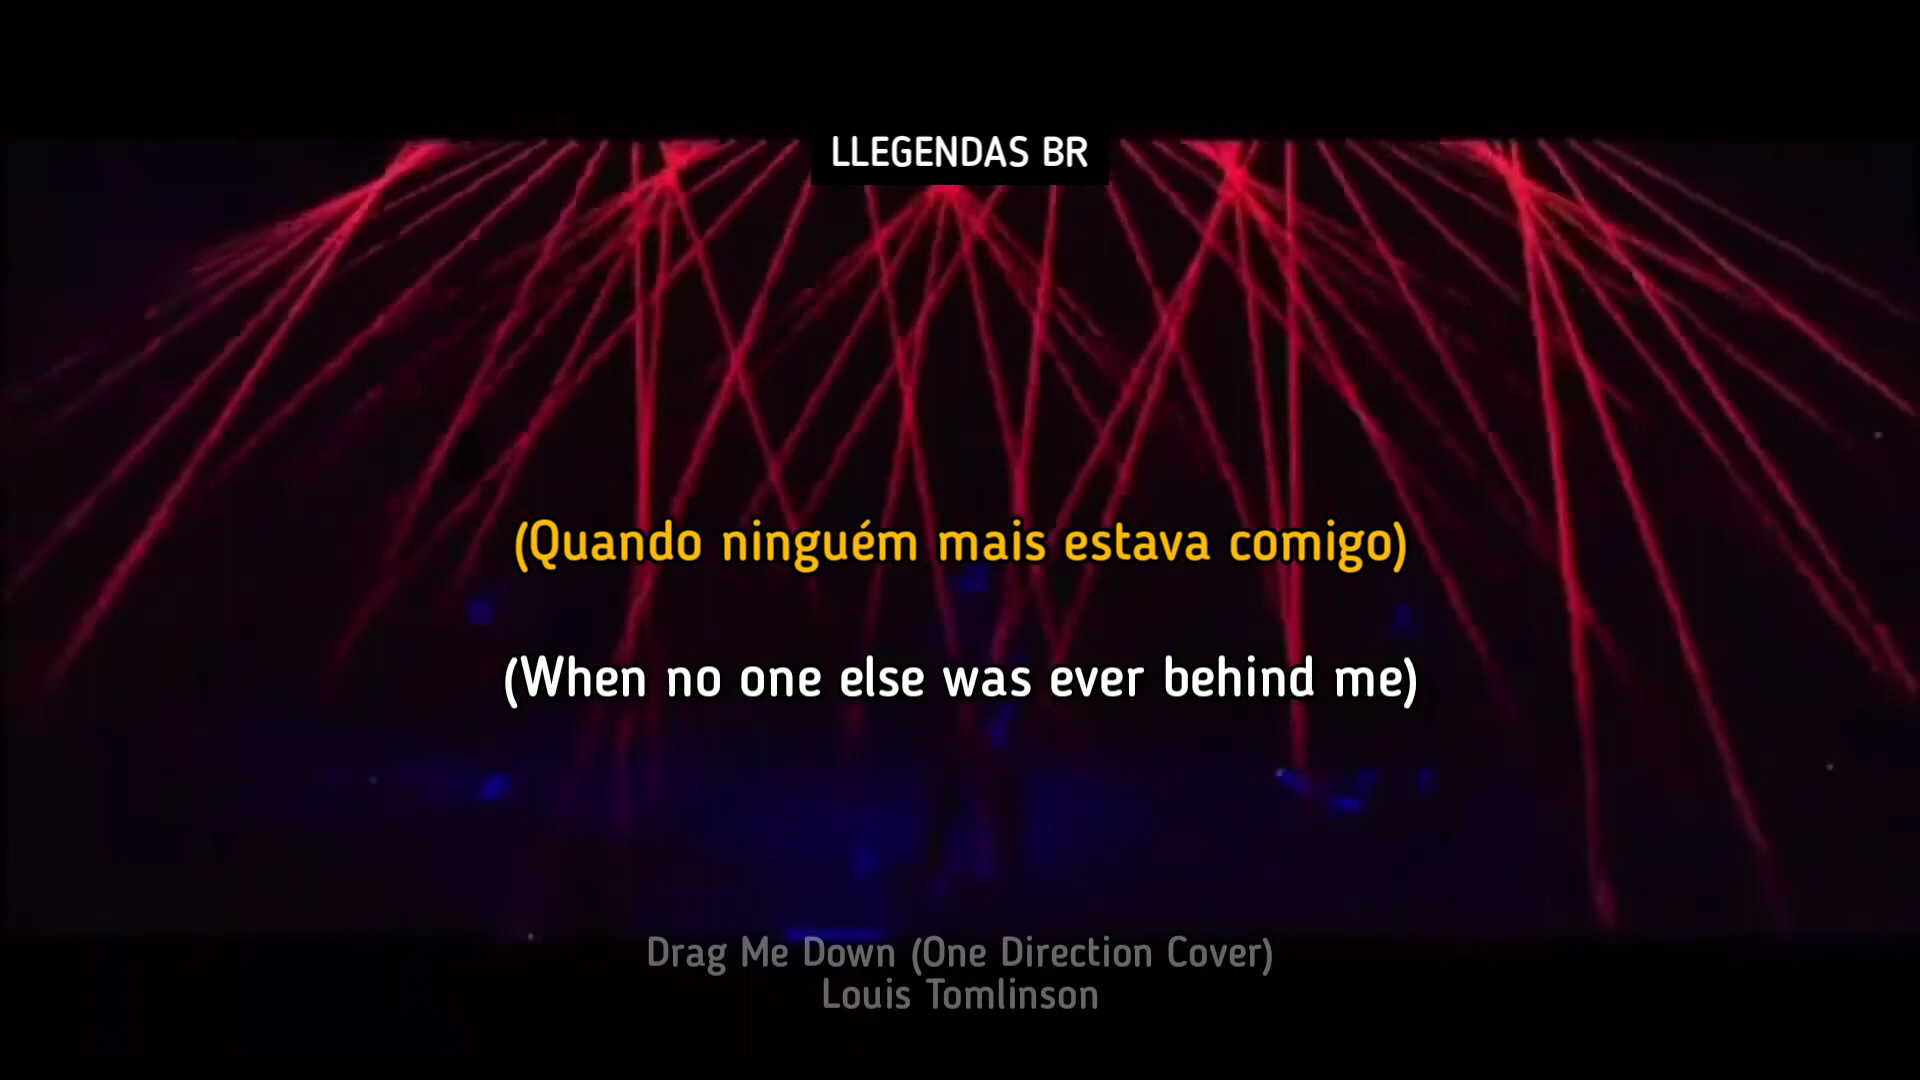 LLEGENDAS BR
(Quando ninguém mais estava comigo)
(When no one else was ever behind me)
Drag Me Down (One Direction Cover)
Louis Tomlinson